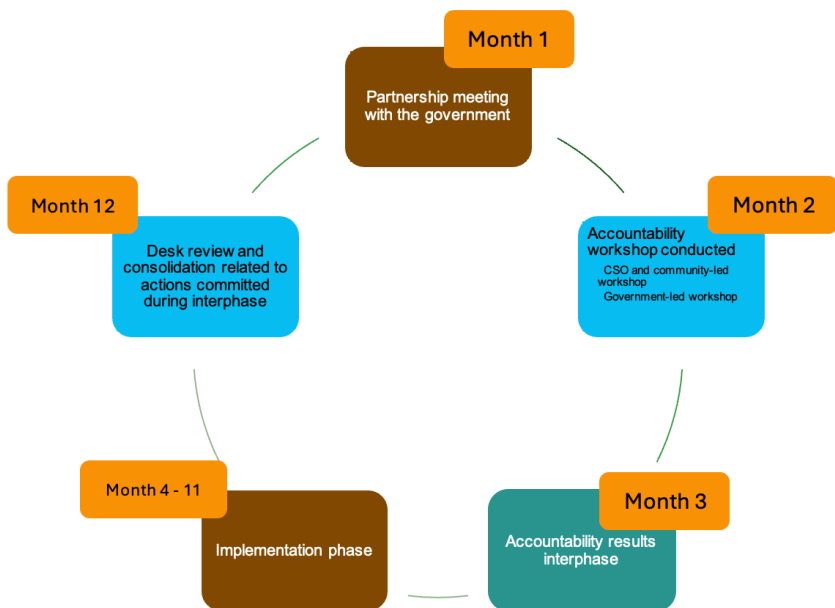 Month 1
Partnership meeting
with the government
Month 2
Accountability
workshop conducted
CSO and community-led
workshop
Government-led workshop
Month 3
Accountability results
interphase
Month 4 - 11
Implementation phase
Month 12
Desk review and
consolidation related to
actions committed
during interphase